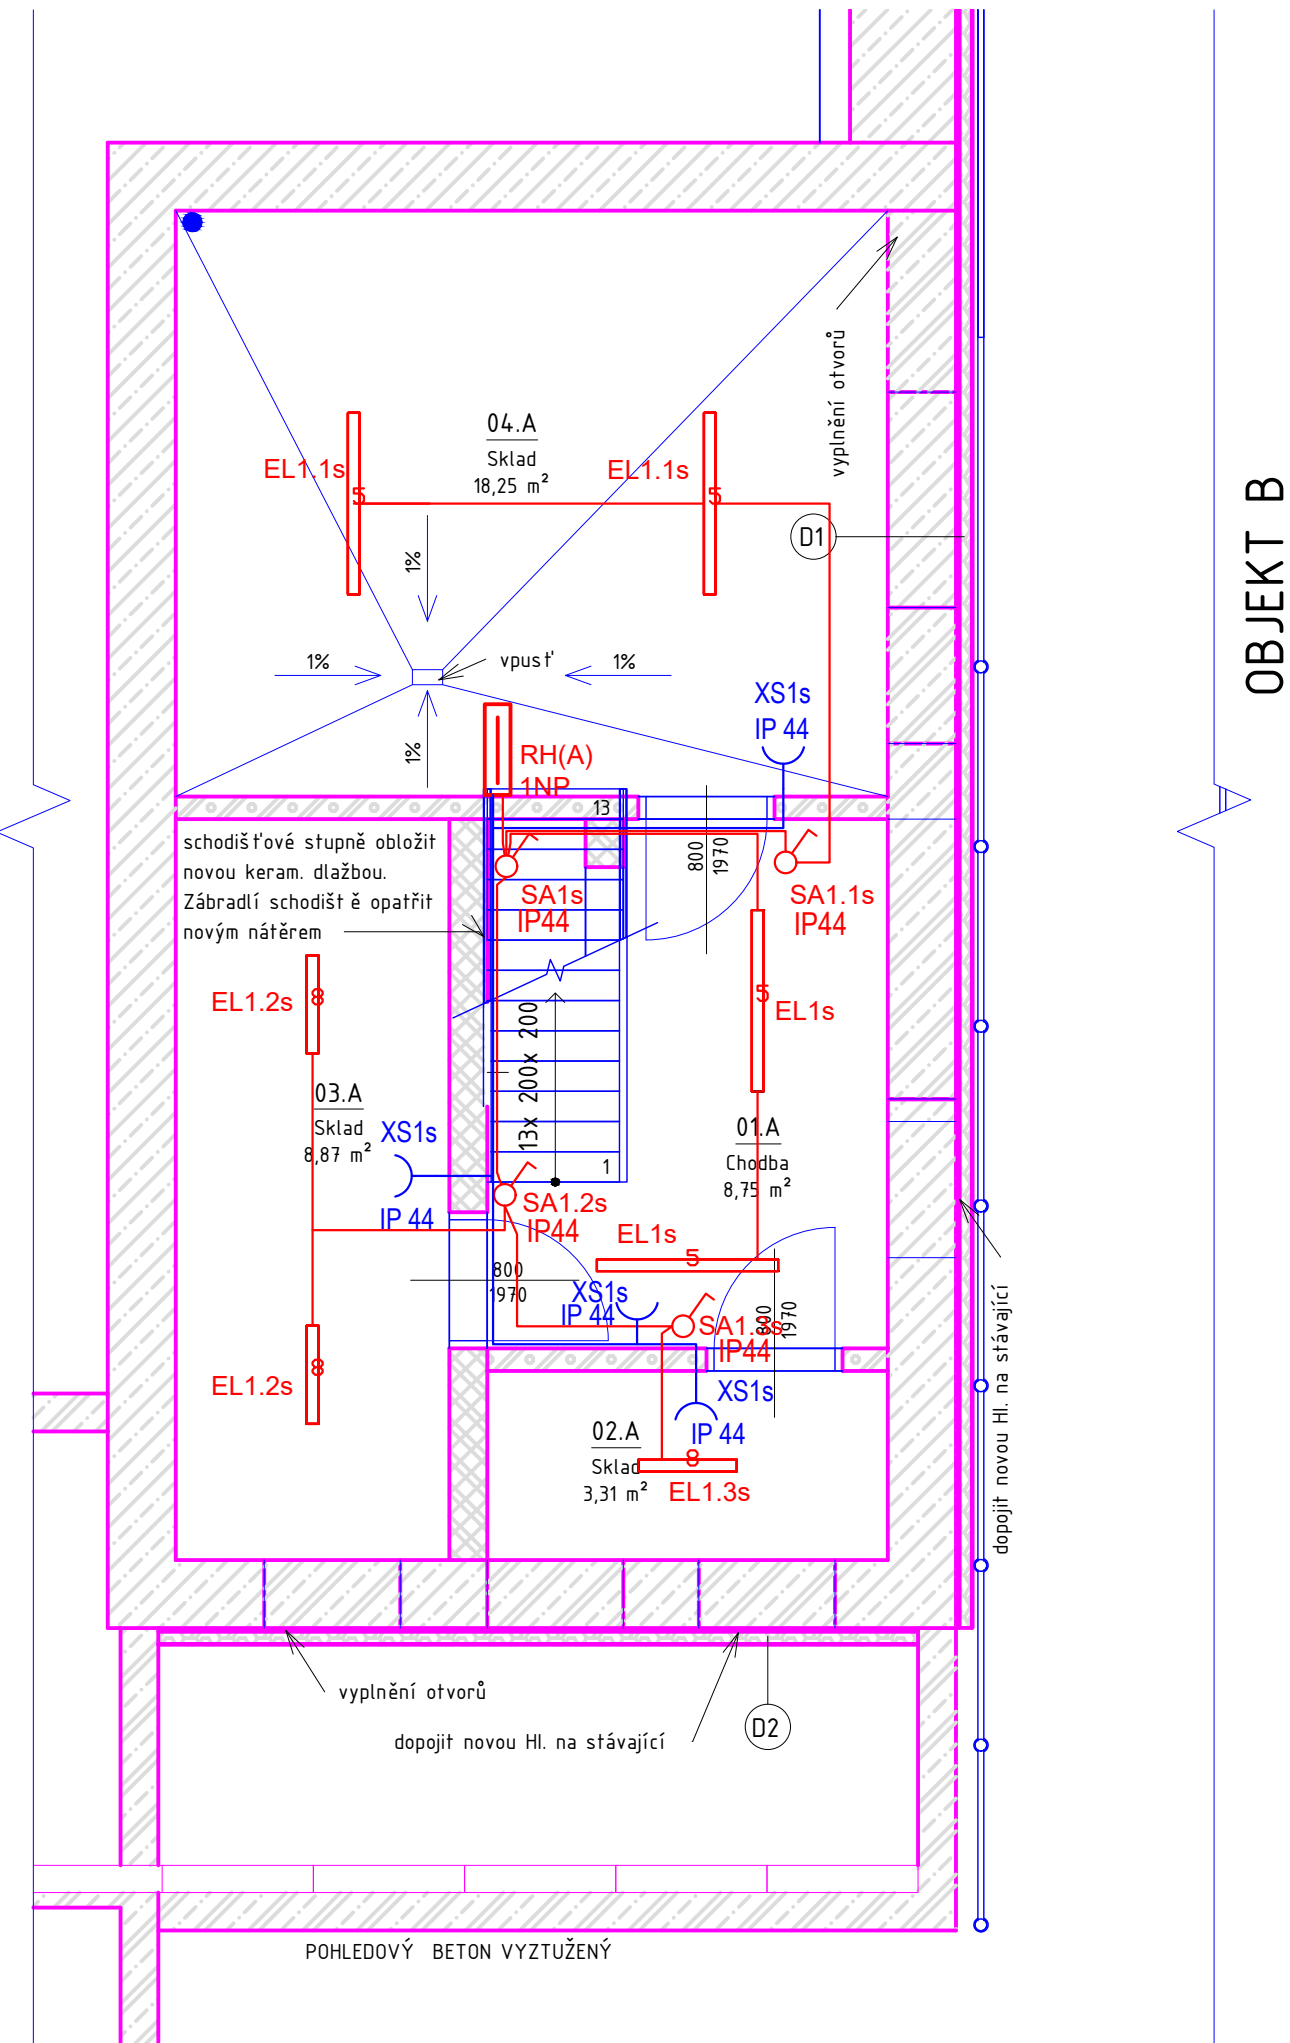 OBJEKT B
vyplnění otvorů
04.A
Sklad
18,25 m²
EL1.1s
5
EL1.1s
5
D1
1%
1%
vpusť
1%
1%
XS1s
IP 44
RH(A)
1NP
13
schodišťové stupně obložit
novou keram. dlažbou.
Zábradlí schodiště opatřit
novým nátěrem
800
1970
SA1s
IP44
SA1.1s
IP44
EL1.2s
8
5
EL1s
13x 200x 200
03.A
Sklad
8,87 m²
XS1s
IP 44
01.A
Chodba
8,75 m²
1
SA1.2s
IP44
EL1s
5
800
1970
XS1s
IP 44
800
1970
IP44
EL1.2s
8
XS1s
IP 44
02.A
Sklad
3,31 m²
8
EL1.3s
dopojit novou HI. na stávající
vyplnění otvorů
dopojit novou HI. na stávající
D2
POHLEDOVÝ BETON VYZTUŽENÝ